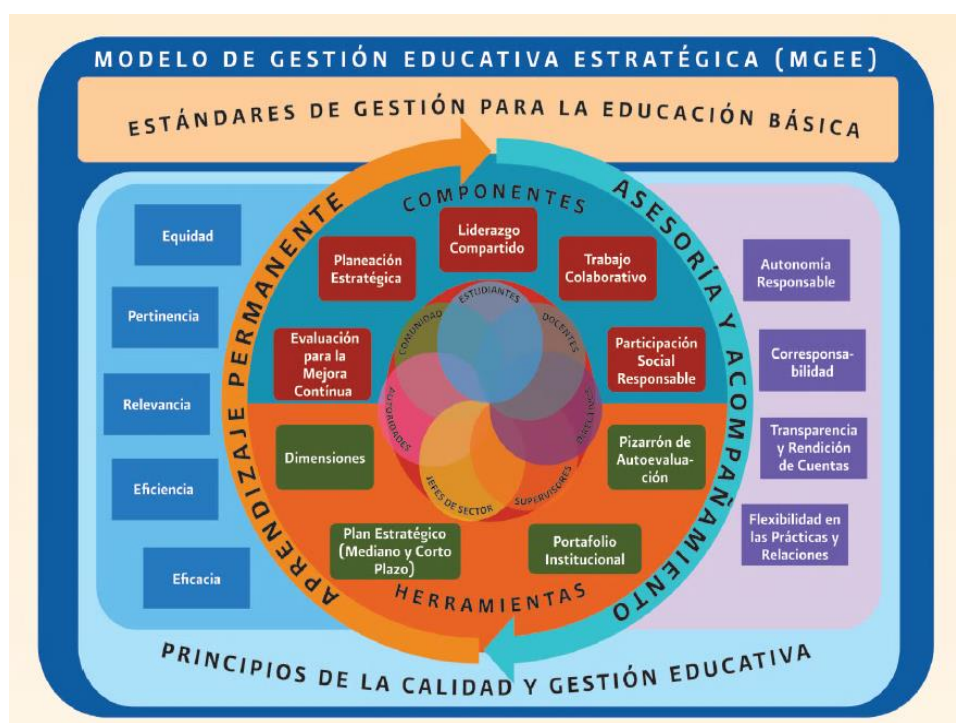 MODELO DE GESTIÓN EDUCATIVA ESTRATÉGICA (MGEE)
ESTÁNDARES DE GESTIÓN PARA LA EDUCACIÓN BÁSICA
APRENDIZAJE PERMANENTE
ASESORÍA Y ACOMPAÑAMIENTO
Equidad
Pertinencia
Relevancia
Eficiencia
Eficacia
COMPONENTES
Evaluación
para la
Mejora
Contínua
Planeación
Estratégica
Liderazgo
Compartido
Trabajo
Colaborativo
Participación
Social
Responsable
ESTUDIANTES
DOCENTES
SUPERVISORES
JEFES DE SECTOR
AUTORIDADES
COMUNIDAD
Dimensiones
Plan Estratégico
(Mediano y Corto
Plazo)
Portafolio
Institucional
Pizarrón de
Autoevalua-
ción
HERRAMIENTAS
Autonomía
Responsable
Corresponsa-
bilidad
Transparencia
y Rendición
de Cuentas
Flexibilidad en
las Prácticas y
Relaciones
PRINCIPIOS DE LA CALIDAD Y GESTIÓN EDUCATIVA